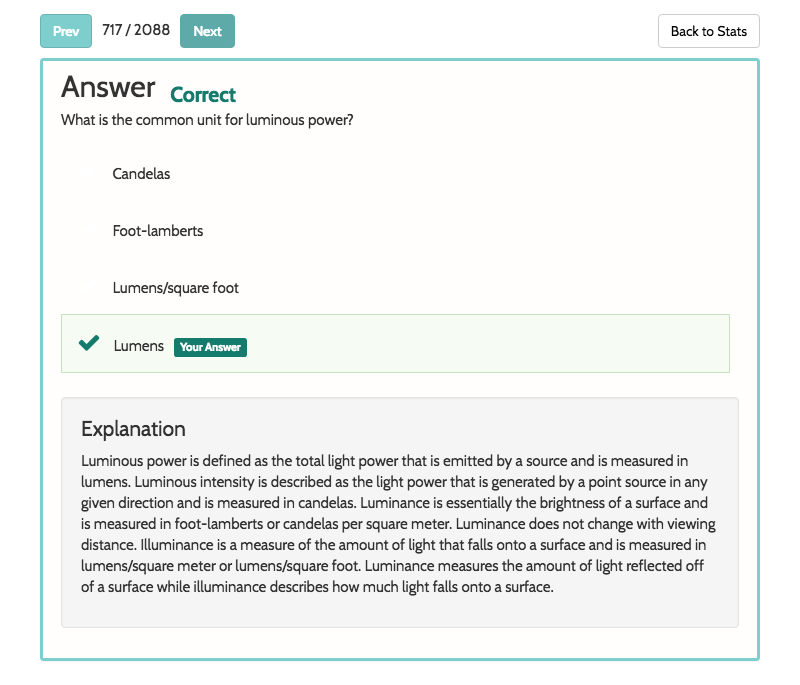 Prev 717 / 2088 Next Back to Stats
Answer Correct
What is the common unit for luminous power?
Candelas
Foot-lamberts
Lumens/square foot
Lumens Your Answer
Explanation
Luminous power is defined as the total light power that is emitted by a source and is measured in
lumens. Luminous intensity is described as the light power that is generated by a point source in any
given direction and is measured in candelas. Luminance is essentially the brightness of a surface and
is measured in foot-lamberts or candelas per square meter. Luminance does not change with viewing
distance. Illuminance is a measure of the amount of light that falls onto a surface and is measured in
lumens/square meter or lumens/square foot. Luminance measures the amount of light reflected off
of a surface while illuminance describes how much light falls onto a surface.